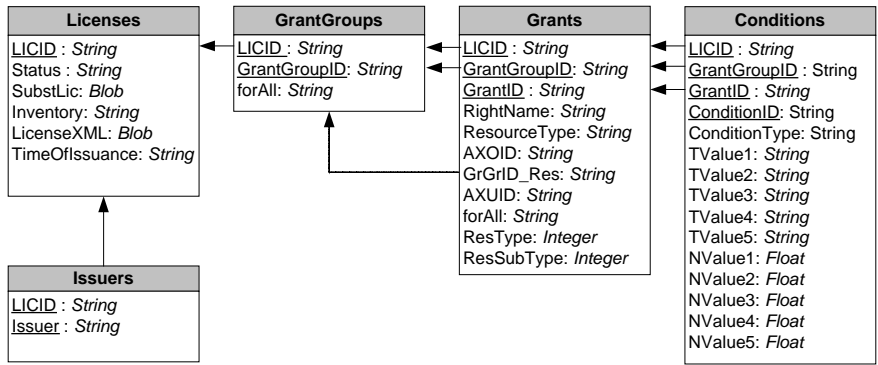 Licenses
LICID : String
Status : String
SubstLic: Blob
Inventory: String
LicenseXML: Blob
TimeOfIssuance: String
GrantGroups
LICID : String
GrantGroupID: String
forAll: String
Grants
LICID : String
GrantGroupID: String
GrantID : String
RightName: String
ResourceType: String
AXOID: String
GrGrID_Res: String
AXUID: String
forAll: String
ResType: Integer
ResSubType: Integer
Conditions
LICID : String
GrantGroupID : String
GrantID : String
ConditionID: String
ConditionType: String
TValue1: String
TValue2: String
TValue3: String
TValue4: String
TValue5: String
NValue1: Float
NValue2: Float
NValue3: Float
NValue4: Float
NValue5: Float
Issuers
LICID : String
Issuer : String